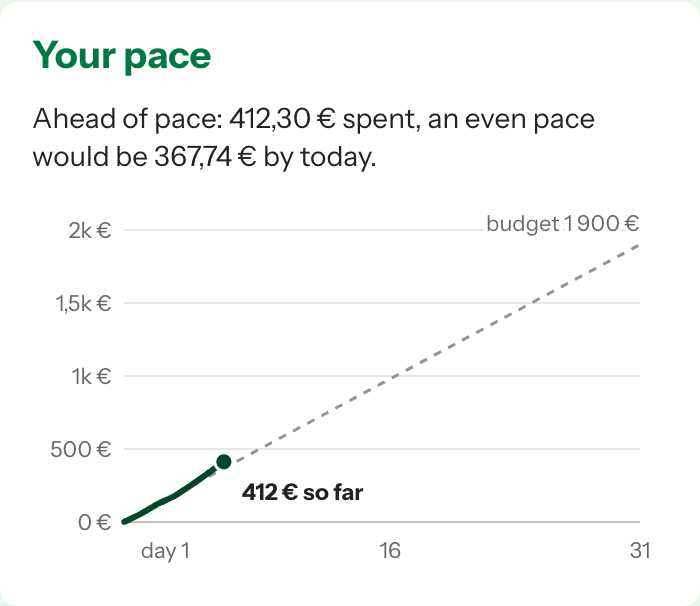 Your pace
Ahead of pace: 412,30 € spent, an even pace
would be 367,74 € by today.
budget 1 900 €
2k €
1,5k €
1k €
500 €
412 € so far
0 €
day 1
16
31